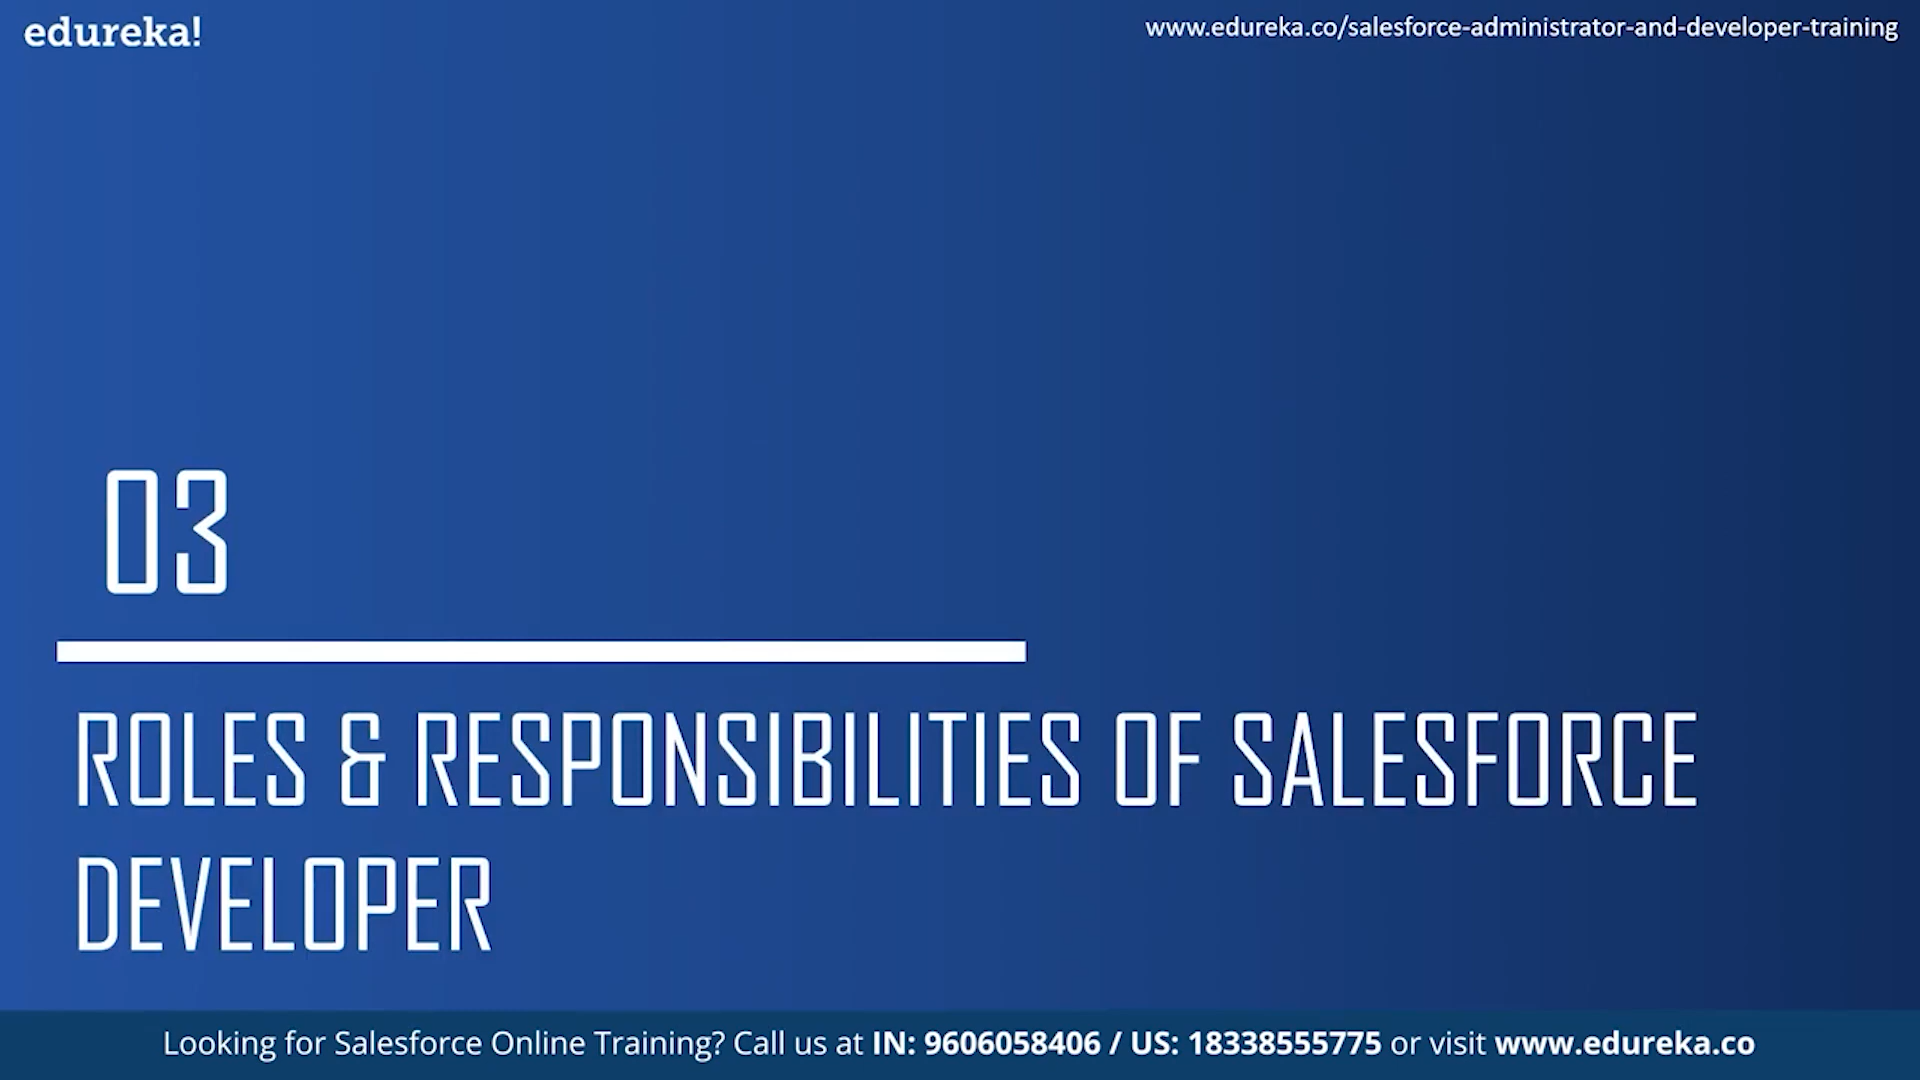 edureka!
www.edureka.co/salesforce-administrator-and-developer-training
03
ROLES & RESPONSIBILITIES OF SALESFORCE
DEVELOPER
Looking for Salesforce Online Training? Call us at IN: 9606058406 / US: 18338555775 or visit www.edureka.co